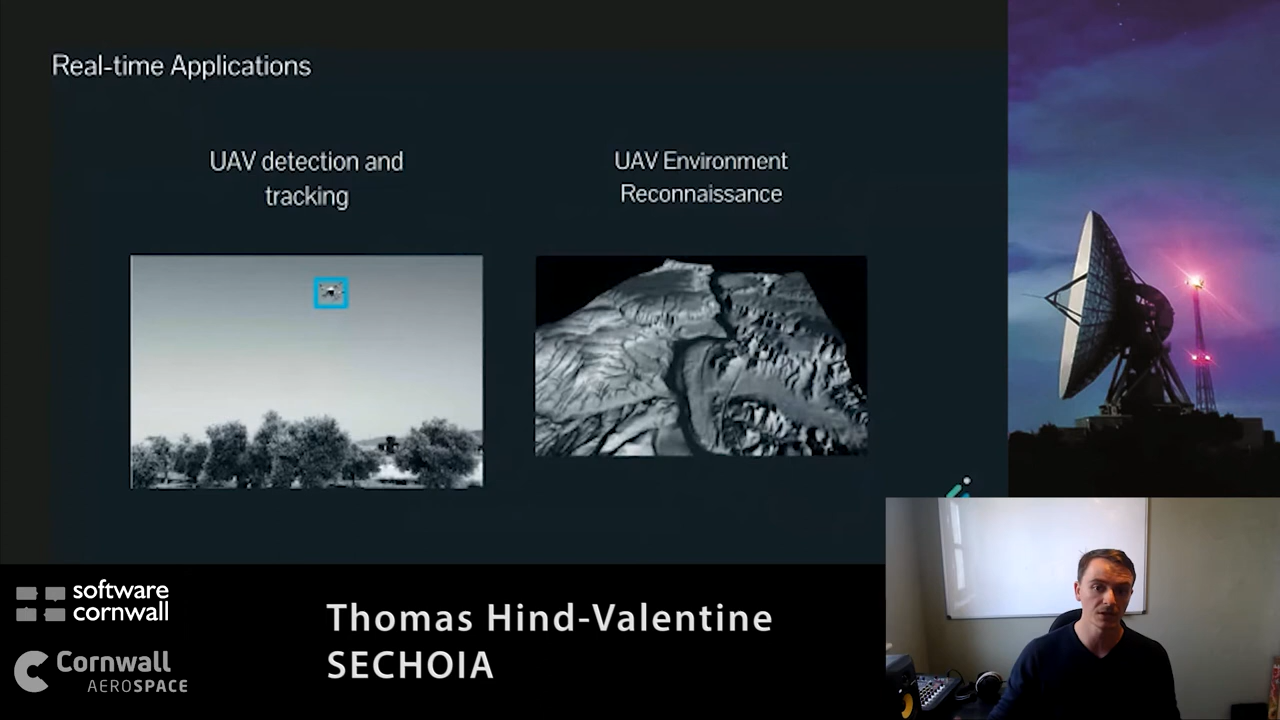 Real-time Applications
UAV detection and
tracking
UAV Environment
Reconnaissance
software
cornwall
Cornwall
AEROSPACE
Thomas Hind-Valentine
SECHOIA